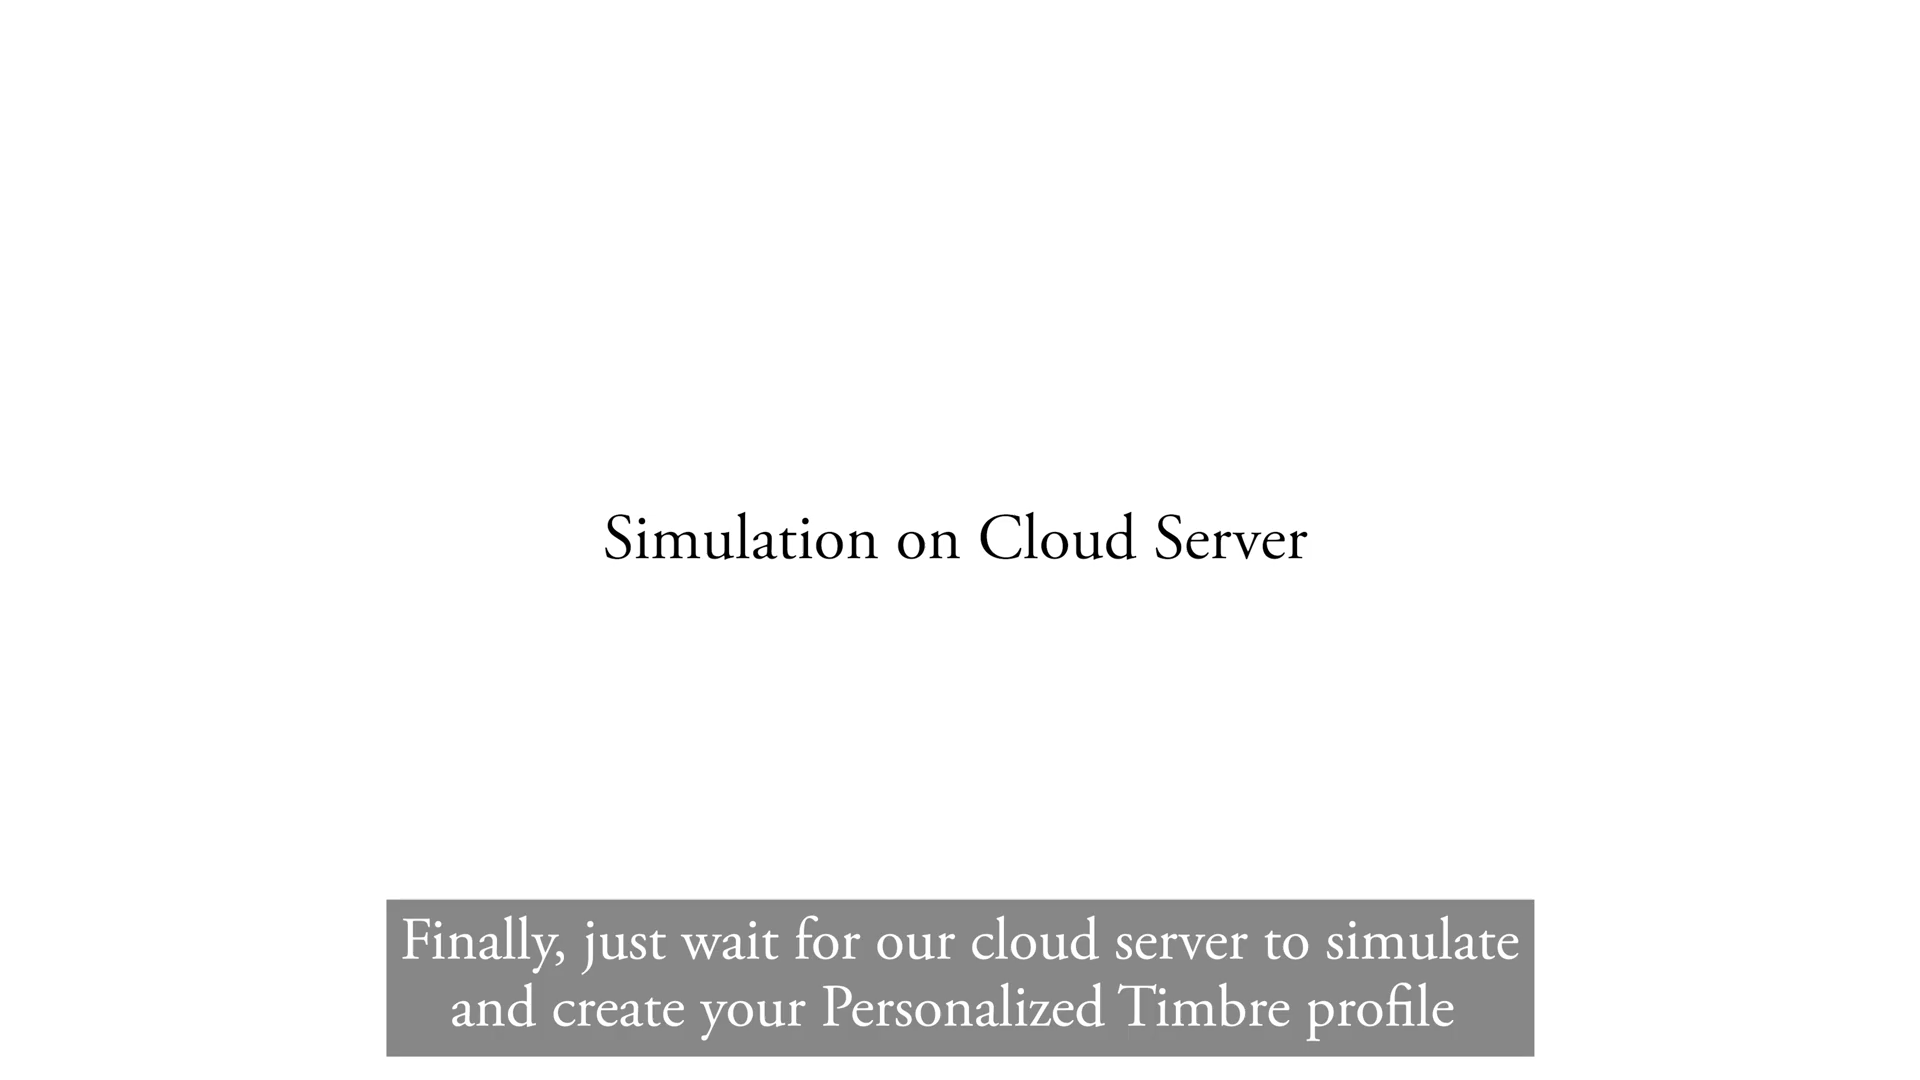 Simulation on Cloud Server
Finally, just wait for our cloud server to simulate
and create your Personalized Timbre profile